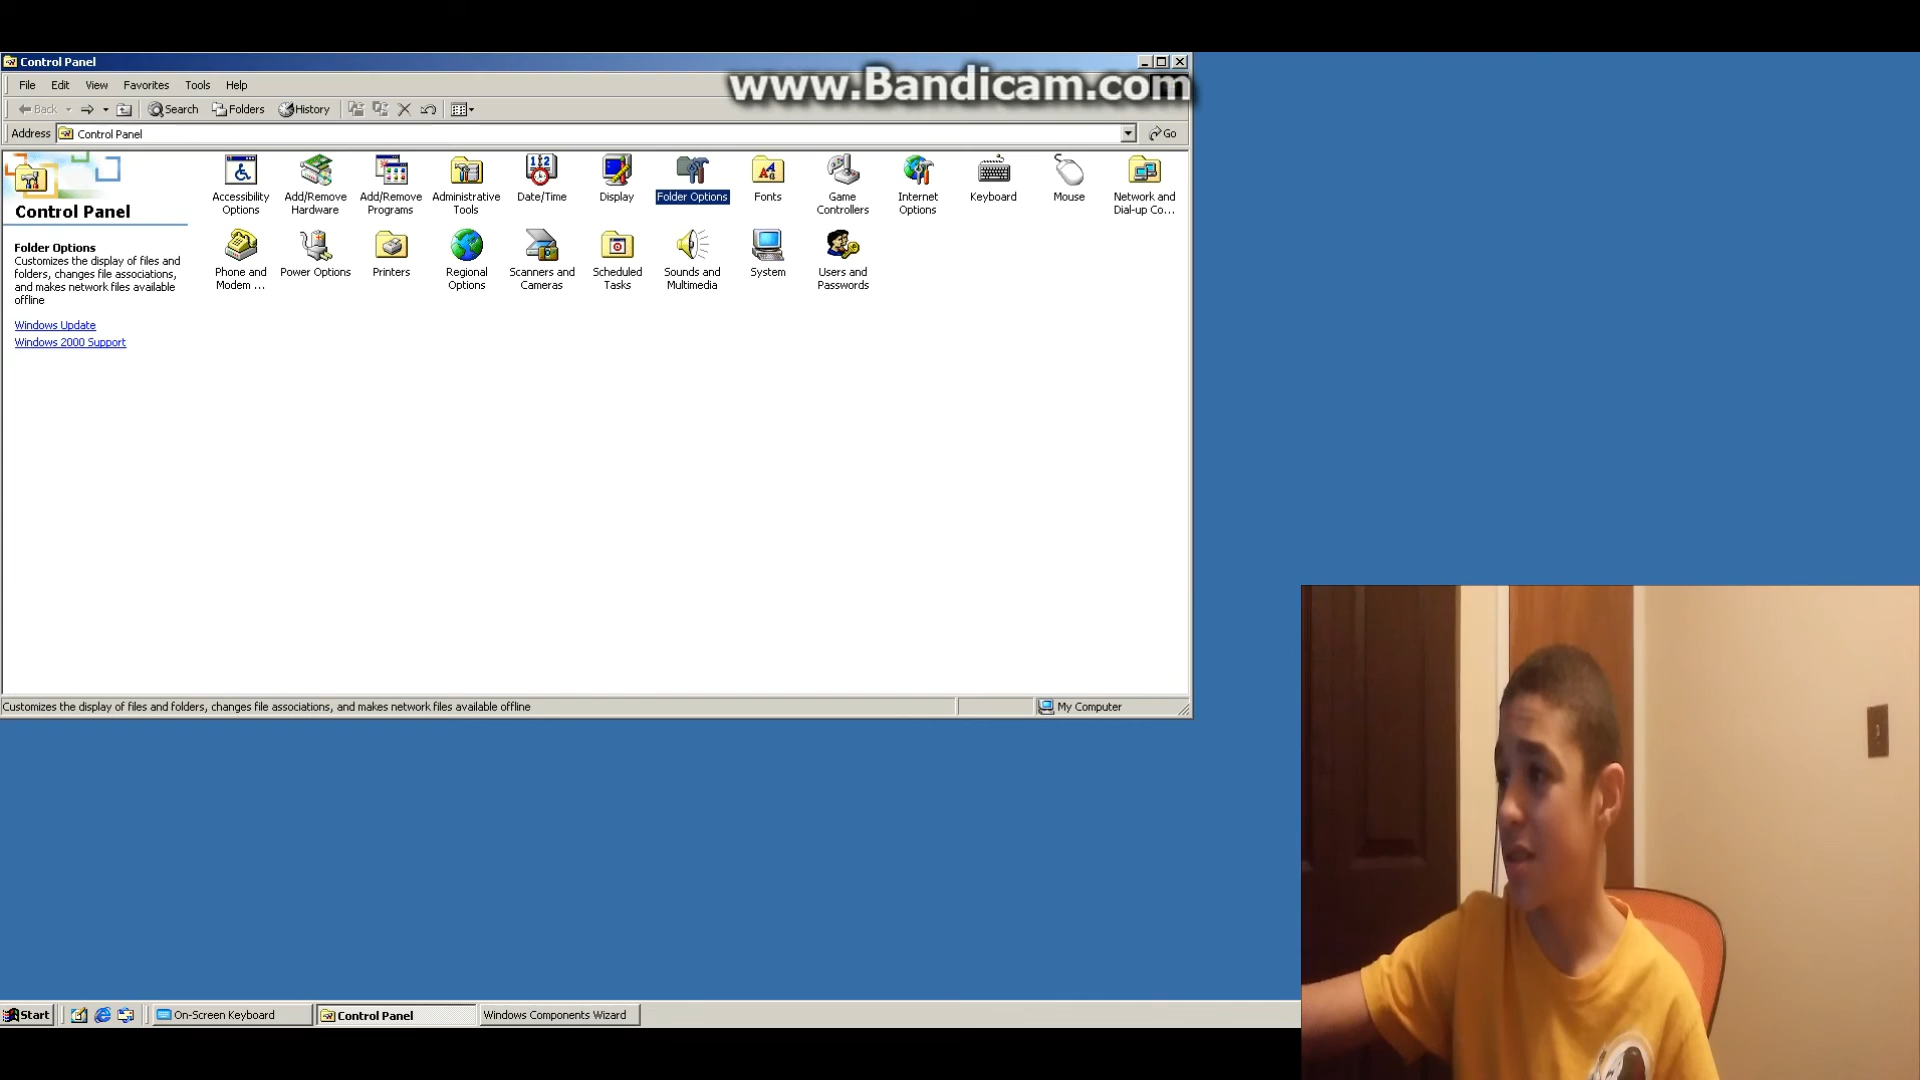 Control Panel
www.Bandicam.com
File Edit View Favorites Tools Help
Back Search Folders History
Address Control Panel Go
Accessibility Options
Add/Remove Hardware
Add/Remove Programs
Administrative Tools
Date/Time
Display
Folder Options
Fonts
Game Controllers
Internet Options
Keyboard
Mouse
Network and Dial-up Co...
Control Panel
Folder Options
Customizes the display of files and
folders, changes file associations,
and makes network files available
offline
Windows Update
Windows 2000 Support
Phone and Modem ...
Power Options
Printers
Regional Options
Scanners and Cameras
Scheduled Tasks
Sounds and Multimedia
System
Users and Passwords
Customizes the display of files and folders, changes file associations, and makes network files available offline
My Computer
Start On-Screen Keyboard Control Panel Windows Components Wizard